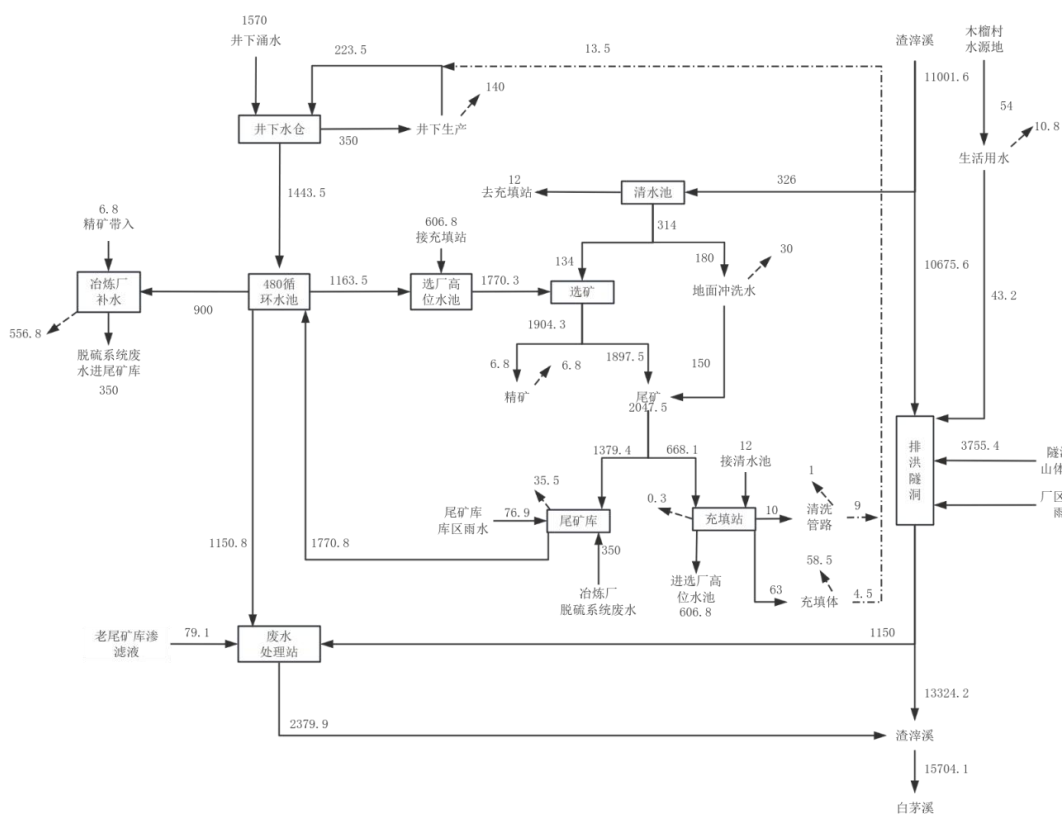 1570
井下涌水
223.5
13.5
渣滓溪
木榴村
水源地
11001.6
140
54
10.8
井下水仓
350
井下生产
生活用水
12
去充填站
清水池
326
1443.5
6.8
精矿带入
606.8
接充填站
314
30
134
180
10675.6
冶炼厂
补水
480循
环水池
1163.5
选厂高
位水池
1770.3
选矿
地面冲洗水
43.2
900
556.8
1904.3
脱硫系统废
水进尾矿库
350
6.8
6.8
1897.5
150
精矿
尾矿
2047.5
1379.4
668.1
12
接清水池
排
洪
隧
洞
3755.4
隧
山体
35.5
1
尾矿库
库区雨水
76.9
尾矿库
0.3
充填站
10
清洗
管路
9
厂区
雨
1150.8
1770.8
350
冶炼厂
脱硫系统废水
进选厂高
位水池
606.8
63
58.5
充填体
4.5
老尾矿库渗
滤液
79.1
废水
处理站
1150
13324.2
2379.9
渣滓溪
15704.1
白茅溪